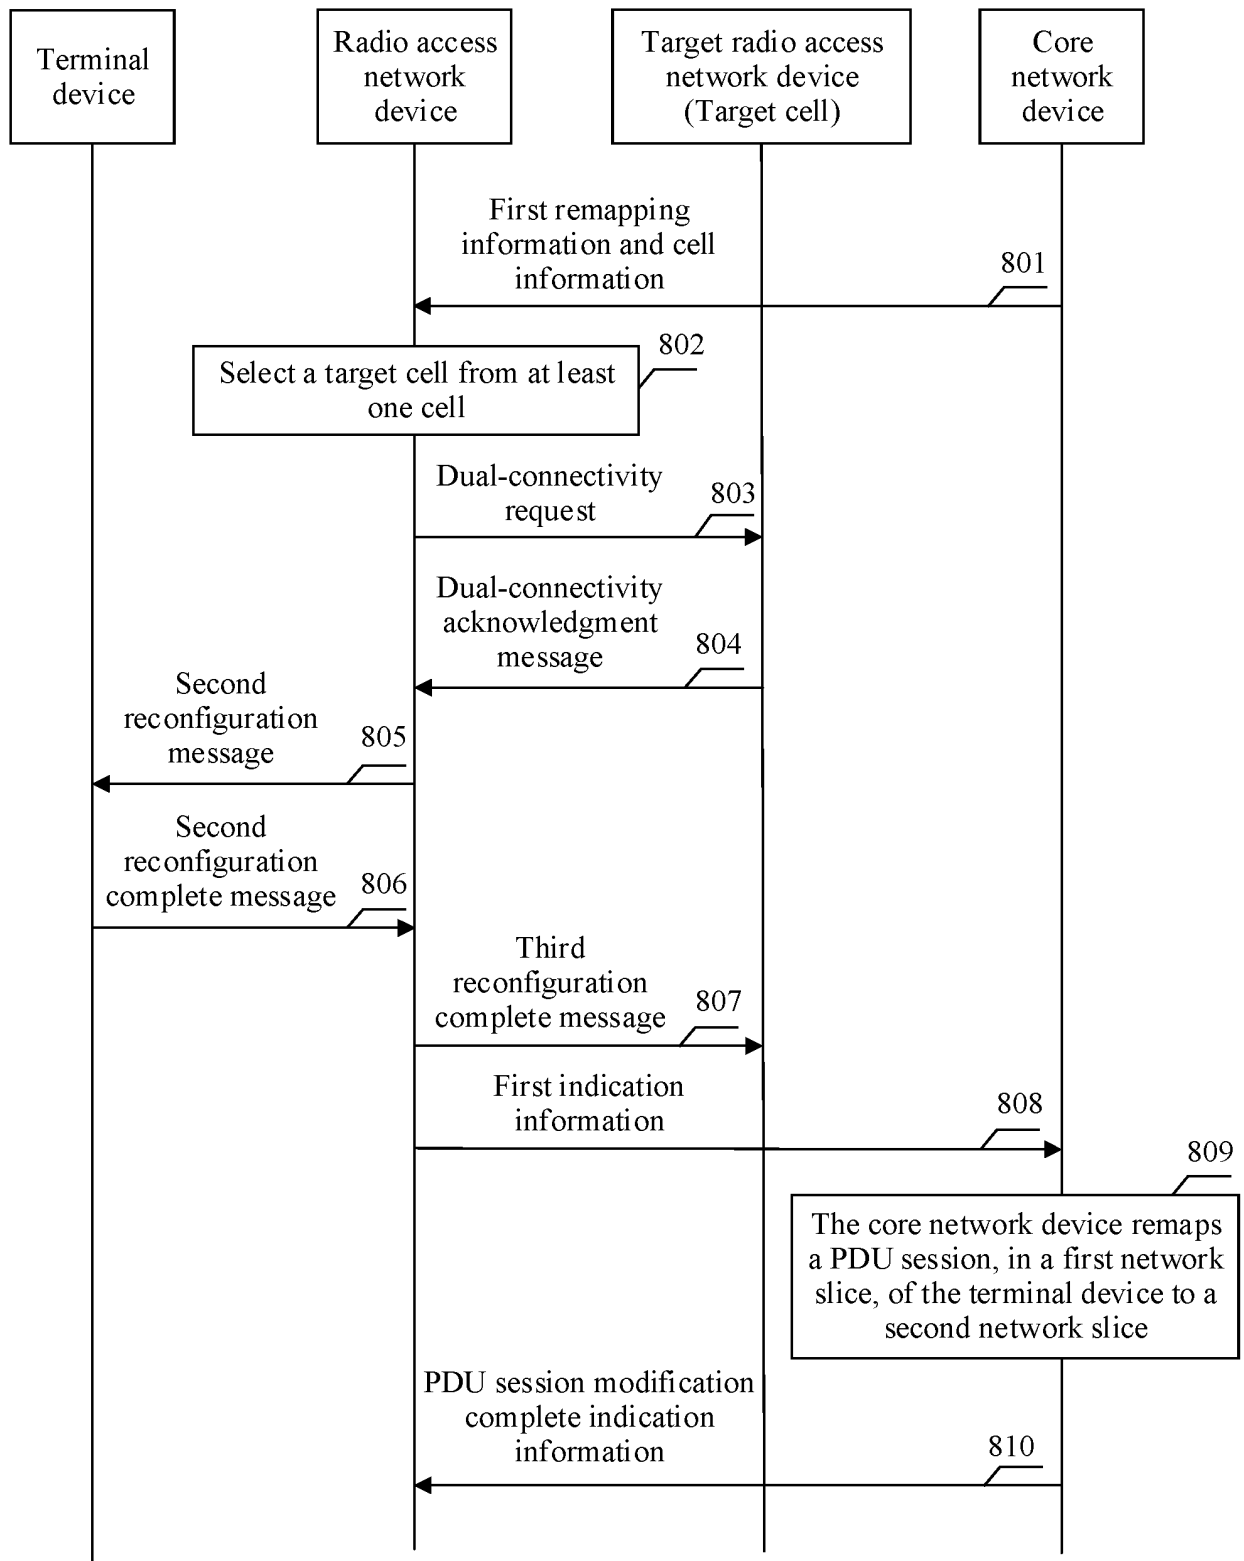 Terminal
device
Radio access
network
device
Target radio access
network device
(Target cell)
Core
network
device
First remapping
information and cell
information
801
802
Select a target cell from at least
one cell
Dual-connectivity
request
803
Dual-connectivity
acknowledgment
message
804
Second
reconfiguration
message
805
Second
reconfiguration
complete message
806
Third
reconfiguration
complete message
807
First indication
information
808
809
The core network device remaps
a PDU session, in a first network
slice, of the terminal device to a
second network slice
PDU session modification
complete indication
information
810